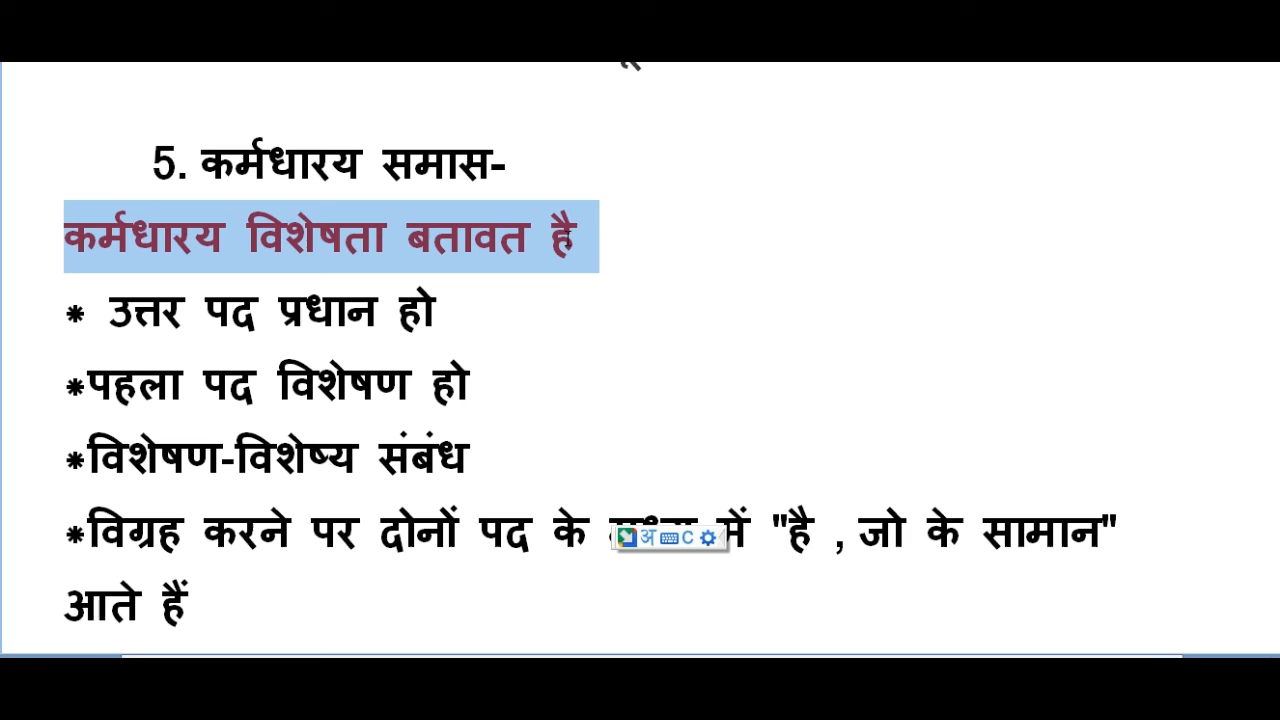 5. कर्मधारय समास-
कर्मधारय विशेषता बतावत है
* उत्तर पद प्रधान हो
*पहला पद विशेषण हो
*विशेषण-विशेष्य संबंध
*विग्रह करने पर दोनों पद के में "है , जो के सामान"
अ C
आते हैं